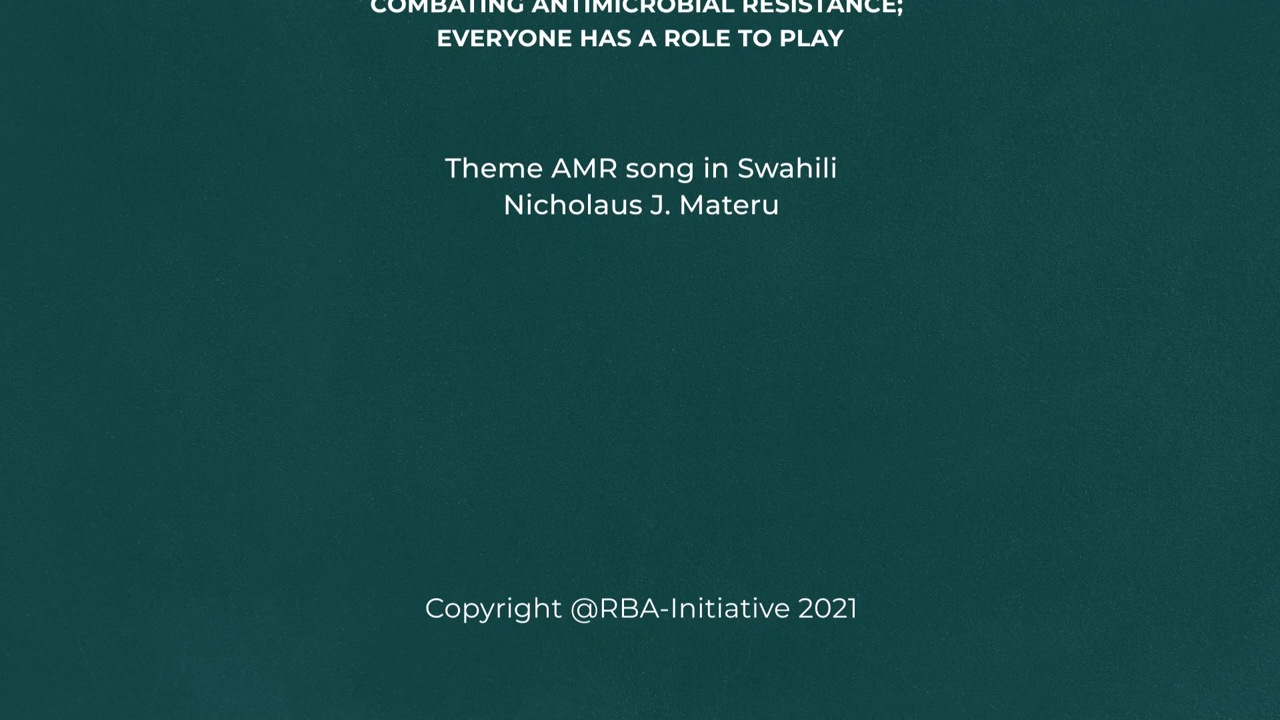 COMBATING ANTIMICROBIAL RESISTANCE;
EVERYONE HAS A ROLE TO PLAY
Theme AMR song in Swahili
Nicholaus J. Materu
Copyright @RBA-Initiative 2021